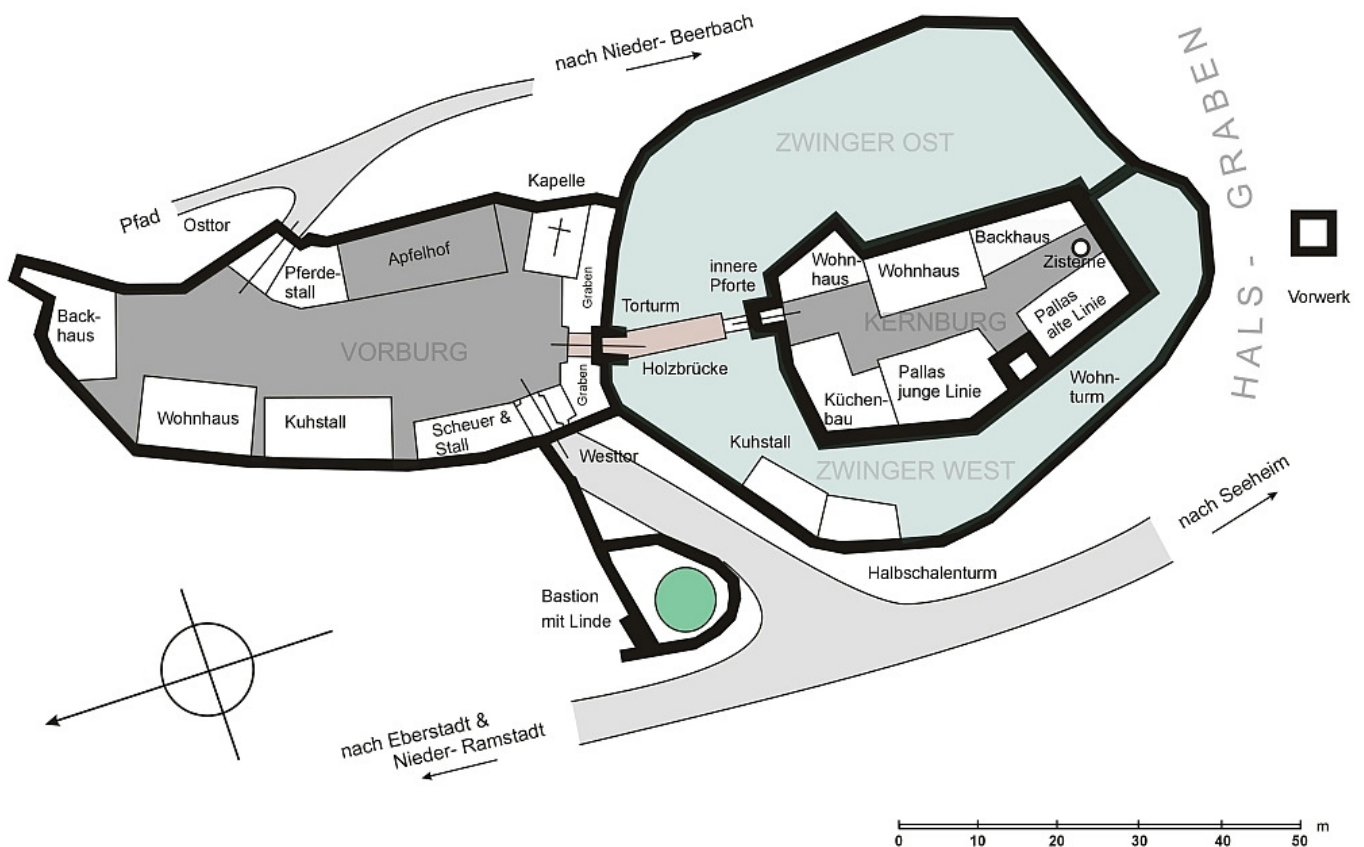 nach Nieder- Beerbach
HALS - GRABEN
ZWINGER OST
Kapelle
Pfad
Osttor
Apfelhof
Pferde-
stall
Graben
Torturm
innere
Pforte
Wohn-
haus
Wohnhaus
Backhaus
Zisterne
Vorwerk
Back-
haus
VORBURG
KERNBURG
Pallas
alte Linie
Holzbrücke
Graben
Wohnhaus
Kuhstall
Scheuer &
Stall
Küchen-
bau
Pallas
junge Linie
Wohn-
turm
Westtor
Kuhstall
ZWINGER WEST
nach Seeheim
Halbschalenturm
Bastion
mit Linde
nach Eberstadt &
Nieder- Ramstadt
0 10 20 30 40 50 m